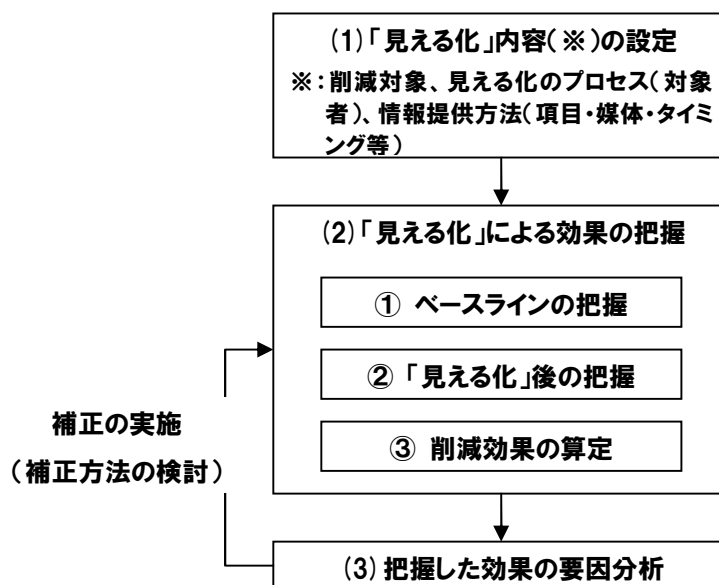 (1)「見える化」内容(※)の設定
※：削減対象、見える化のプロセス(対象
者)、情報提供方法(項目・媒体・タイミ
ング等)
(2)「見える化」による効果の把握
① ベースラインの把握
② 「見える化」後の把握
③ 削減効果の算定
補正の実施
(補正方法の検討)
(3)把握した効果の要因分析